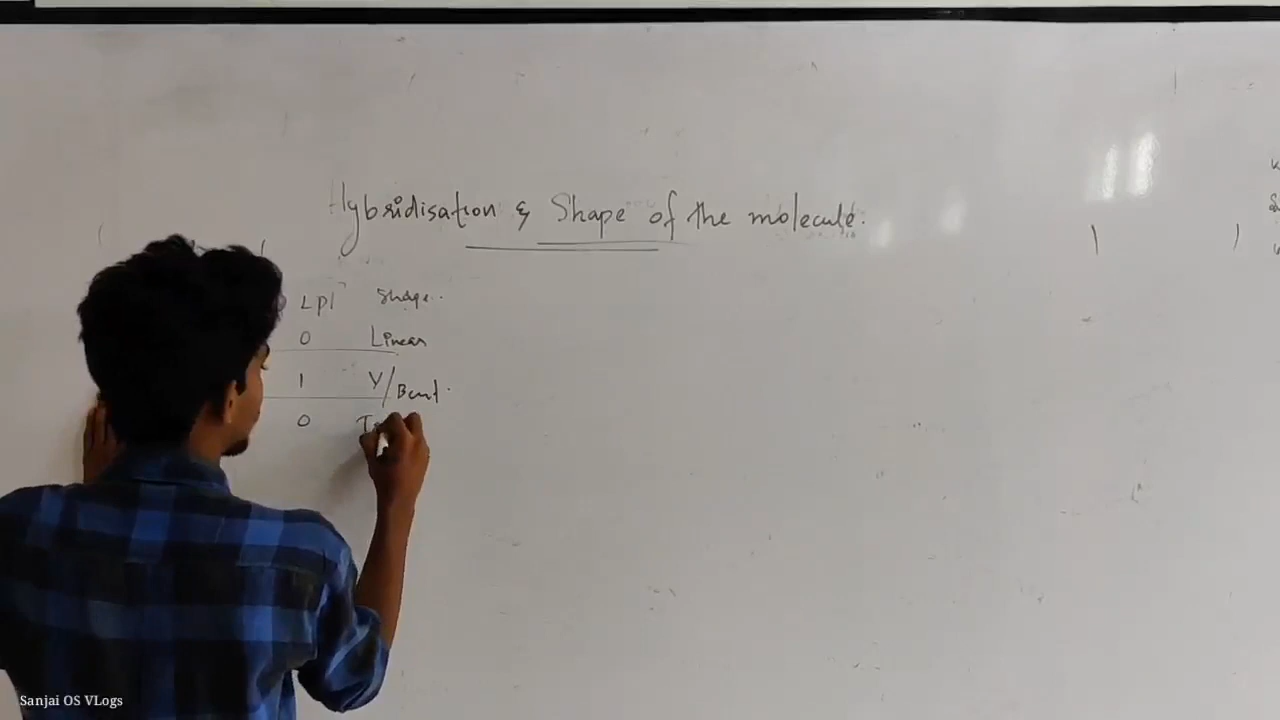 Hybridisation & Shape of the molecule.
Lp Shape.
0 Linear
1 V/Bent.
0
Sanjai OS VLogs